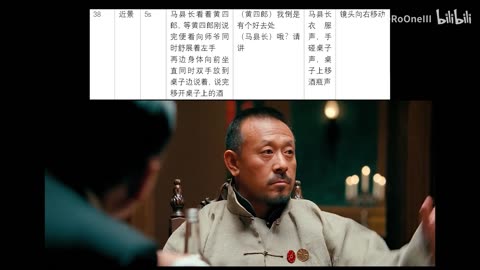 RoOneIII bilibili
38 近景 5s 马县长看着黄四 （黄四郎）我倒是 马县长 镜头向右移动
郎，等黄四郎刚说 有个好去处 衣服
完便看向师爷同 （马县长）哦？请 声，手
时舒展着左手 讲 碰桌子
两边身体向前坐 声，桌
直同时双手放到 子上移
桌子边说着，说完 酒瓶声
移开桌子上的酒